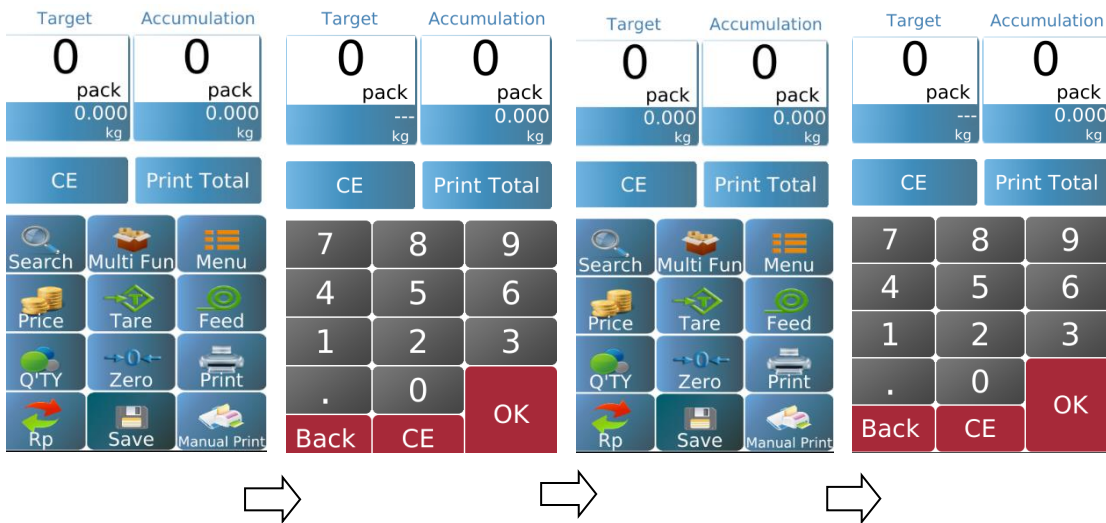 Target Accumulation
0 0
pack pack
0.000 0.000
kg kg
CE Print Total
Search Multi Fun Menu
Price Tare Feed
Q'TY Zero Print
Rp Save Manual Print
Target Accumulation
0 0
pack pack
--- 0.000
kg kg
CE Print Total
7 8 9
4 5 6
1 2 3
. 0
OK
Back CE
Target Accumulation
0 0
pack pack
0.000 0.000
kg kg
CE Print Total
Search Multi Fun Menu
Price Tare Feed
Q'TY Zero Print
Rp Save Manual Print
Target Accumulation
0 0
pack pack
--- 0.000
kg kg
CE Print Total
7 8 9
4 5 6
1 2 3
. 0
OK
Back CE